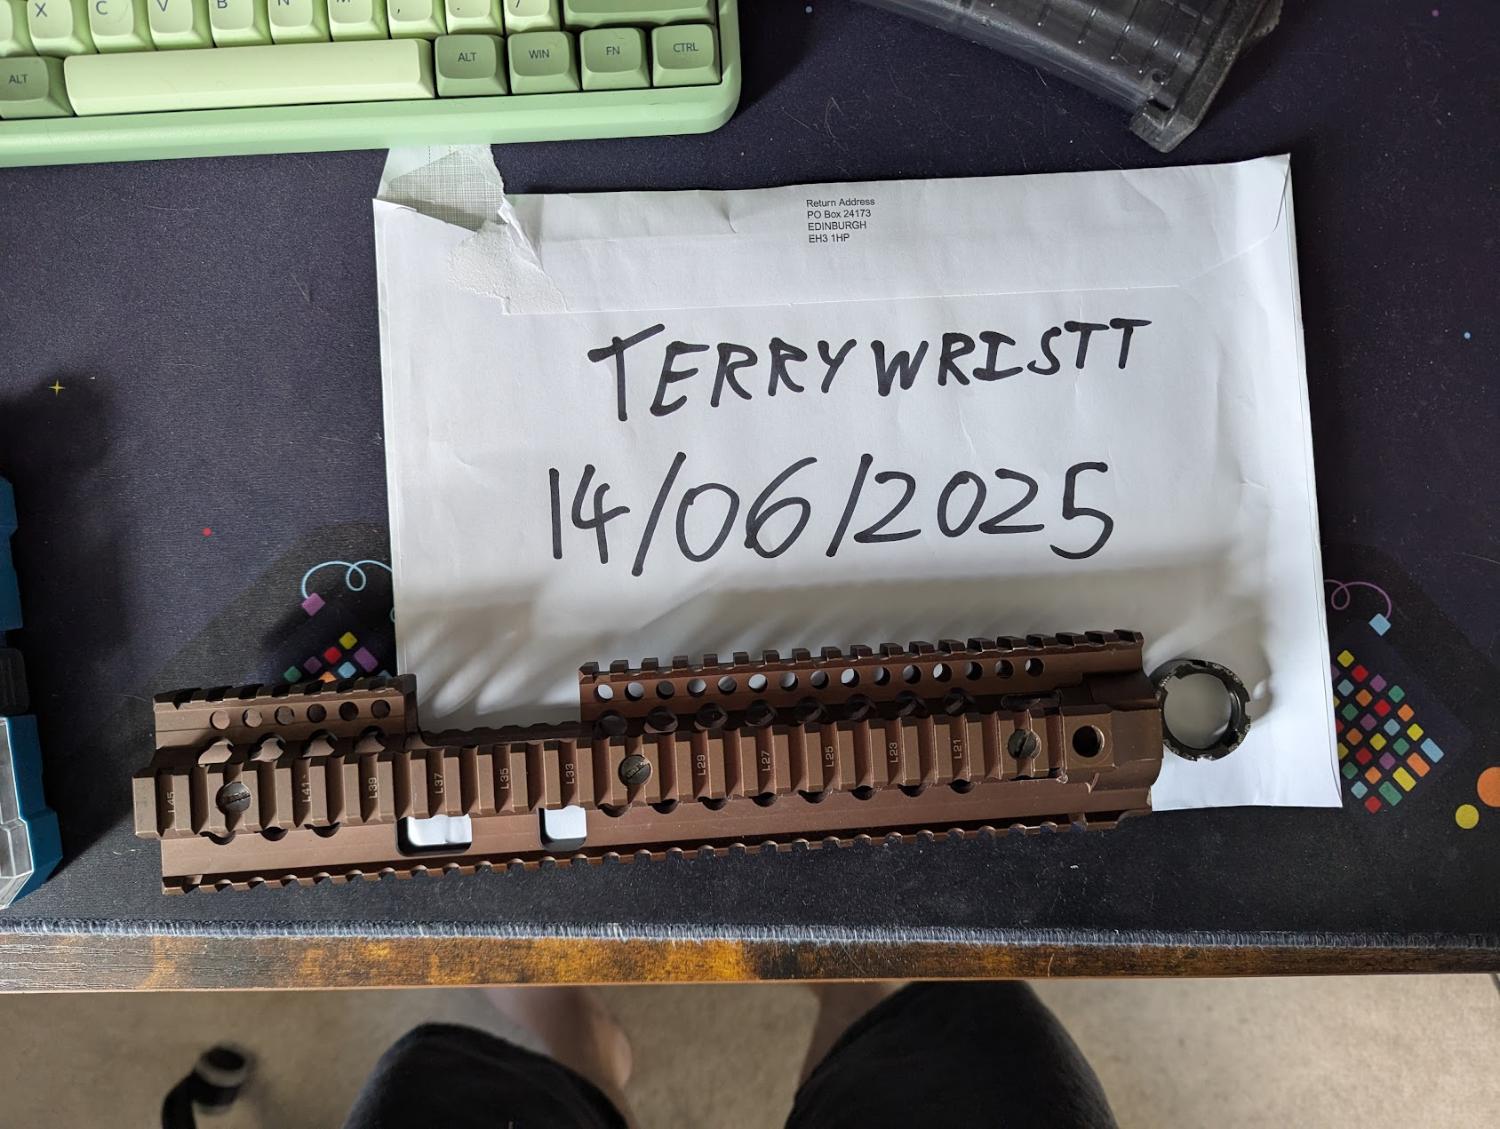 X C V B N M , . /
ALT ALT WIN FN CTRL
Return Address
PO Box 24173
EDINBURGH
EH3 1HP
TERRYWRISTT
14/06/2025
L45 L41 L39 L37 L35 L33 L29 L27 L25 L23 L21